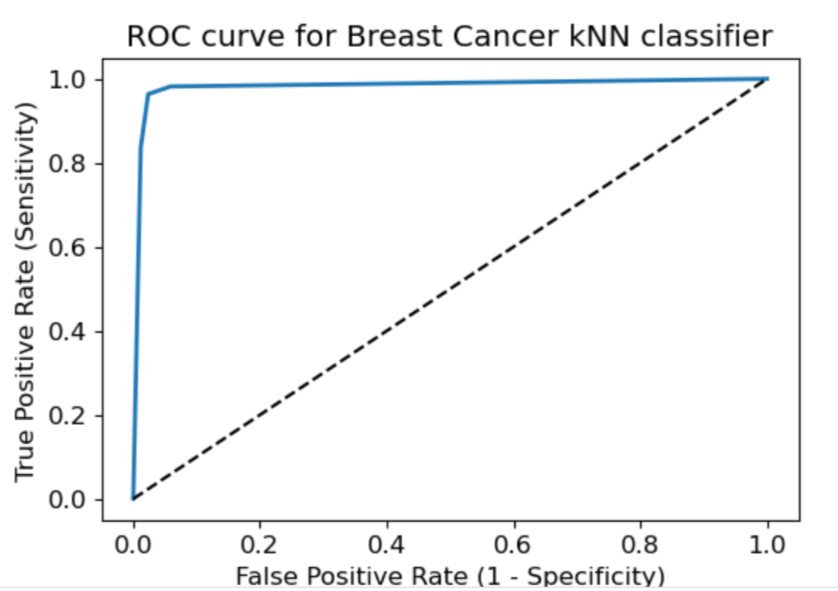 ROC curve for Breast Cancer kNN classifier
True Positive Rate (Sensitivity)
1.0
0.8
0.6
0.4
0.2
0.0
0.0 0.2 0.4 0.6 0.8 1.0
False Positive Rate (1 - Specificity)